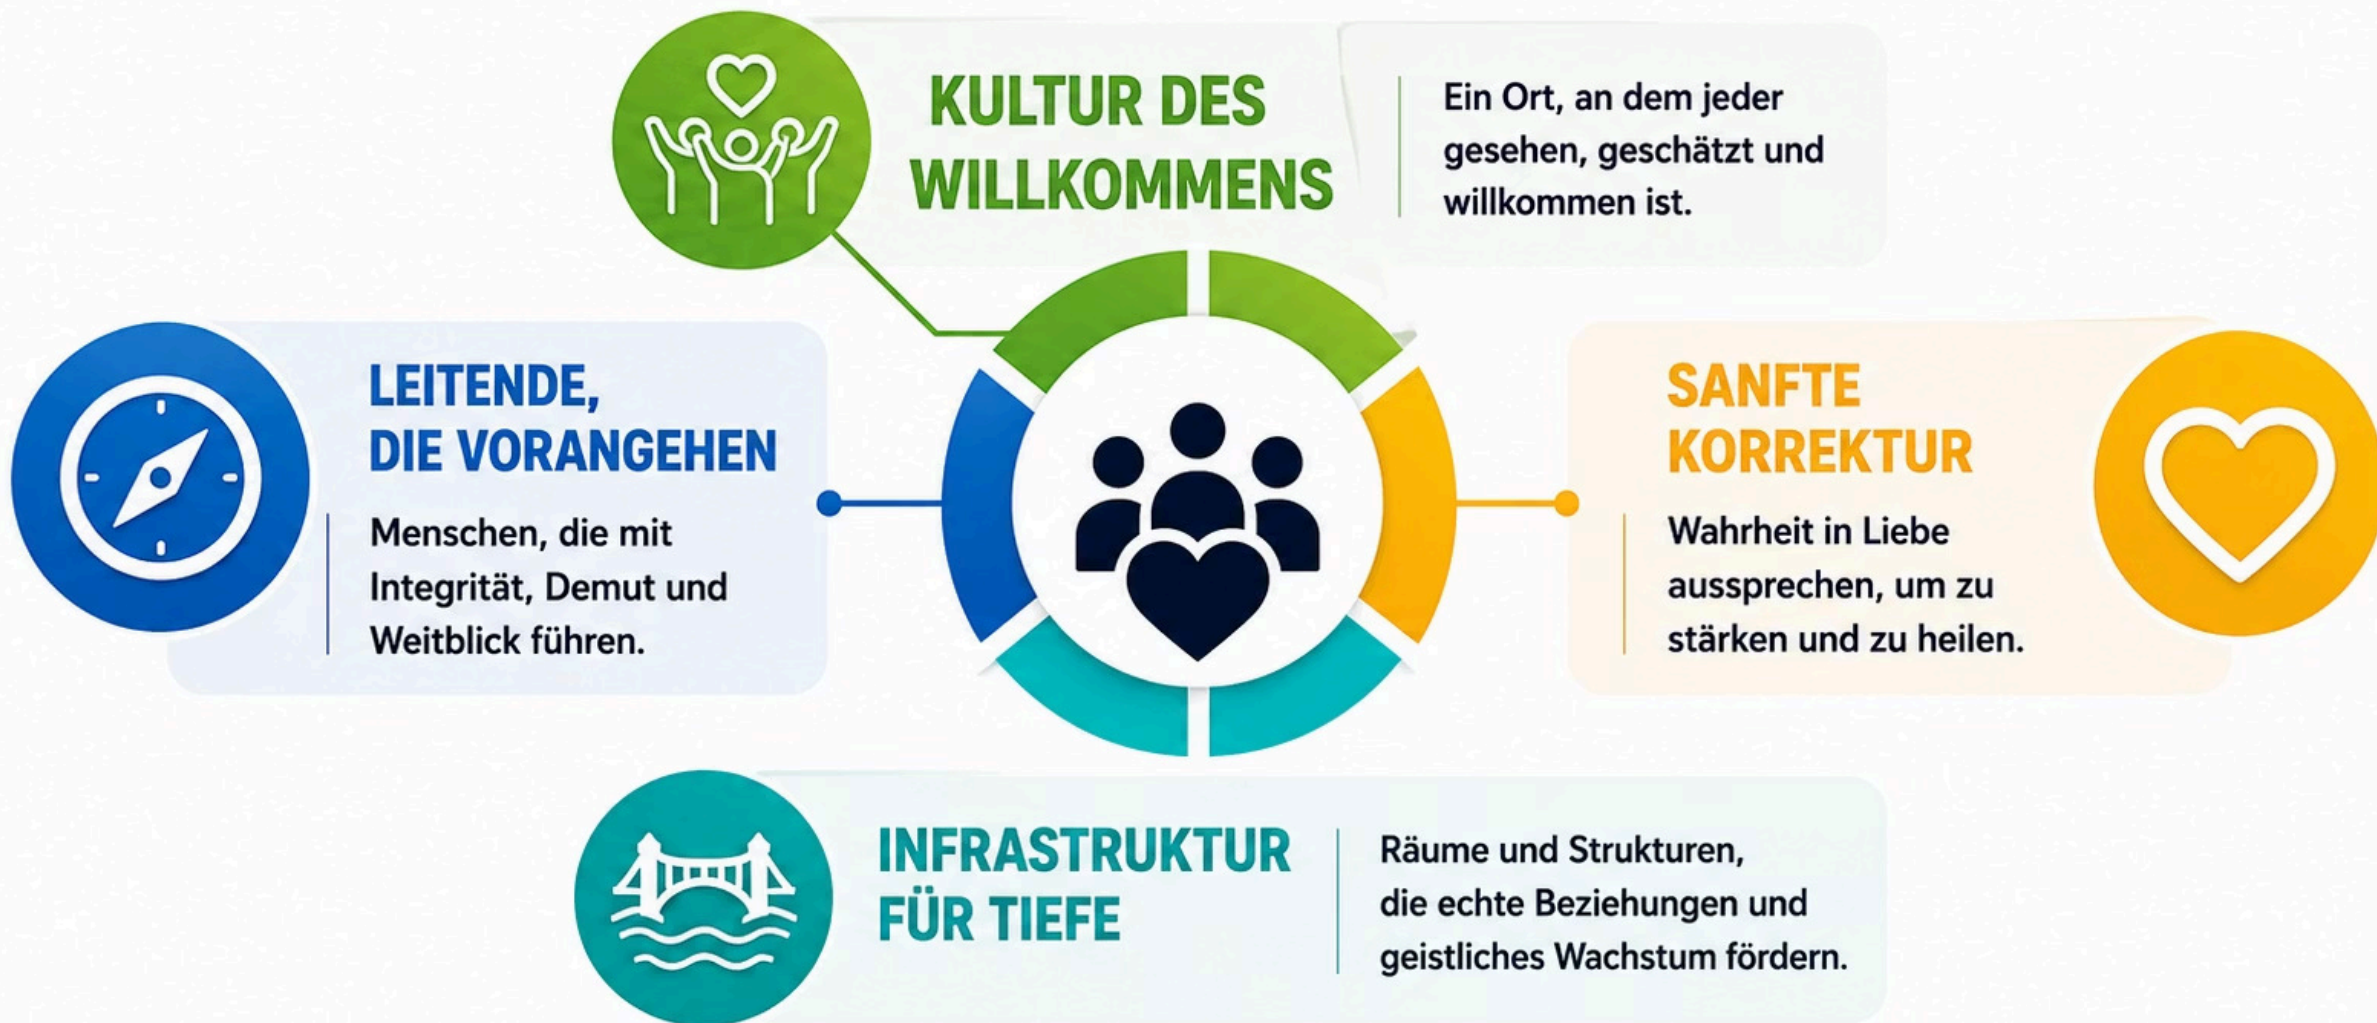 KULTUR DES
WILLKOMMENS
Ein Ort, an dem jeder
gesehen, geschätzt und
willkommen ist.
LEITENDE,
DIE VORANGEHEN
Menschen, die mit
Integrität, Demut und
Weitblick führen.
SANFTE
KORREKTUR
Wahrheit in Liebe
aussprechen, um zu
stärken und zu heilen.
INFRASTRUKTUR
FÜR TIEFE
Räume und Strukturen,
die echte Beziehungen und
geistliches Wachstum fördern.